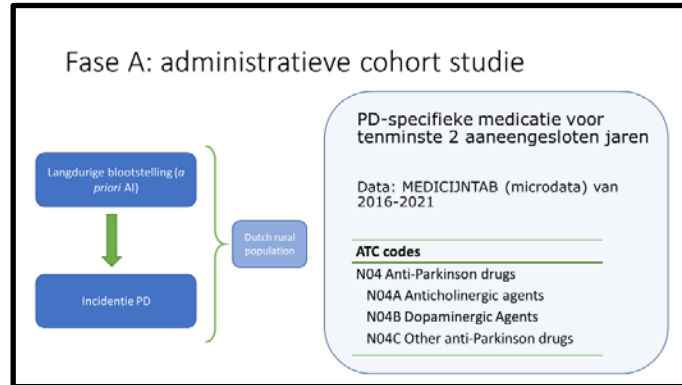 Fase A: administratieve cohort studie
Langdurige blootstelling (a
priori AI)
Incidentie PD
Dutch rural
population
PD-specifieke medicatie voor
tenminste 2 aaneengesloten jaren
Data: MEDICIJNTAB (microdata) van
2016-2021
ATC codes
N04 Anti-Parkinson drugs
N04A Anticholinergic agents
N04B Dopaminergic Agents
N04C Other anti-Parkinson drugs